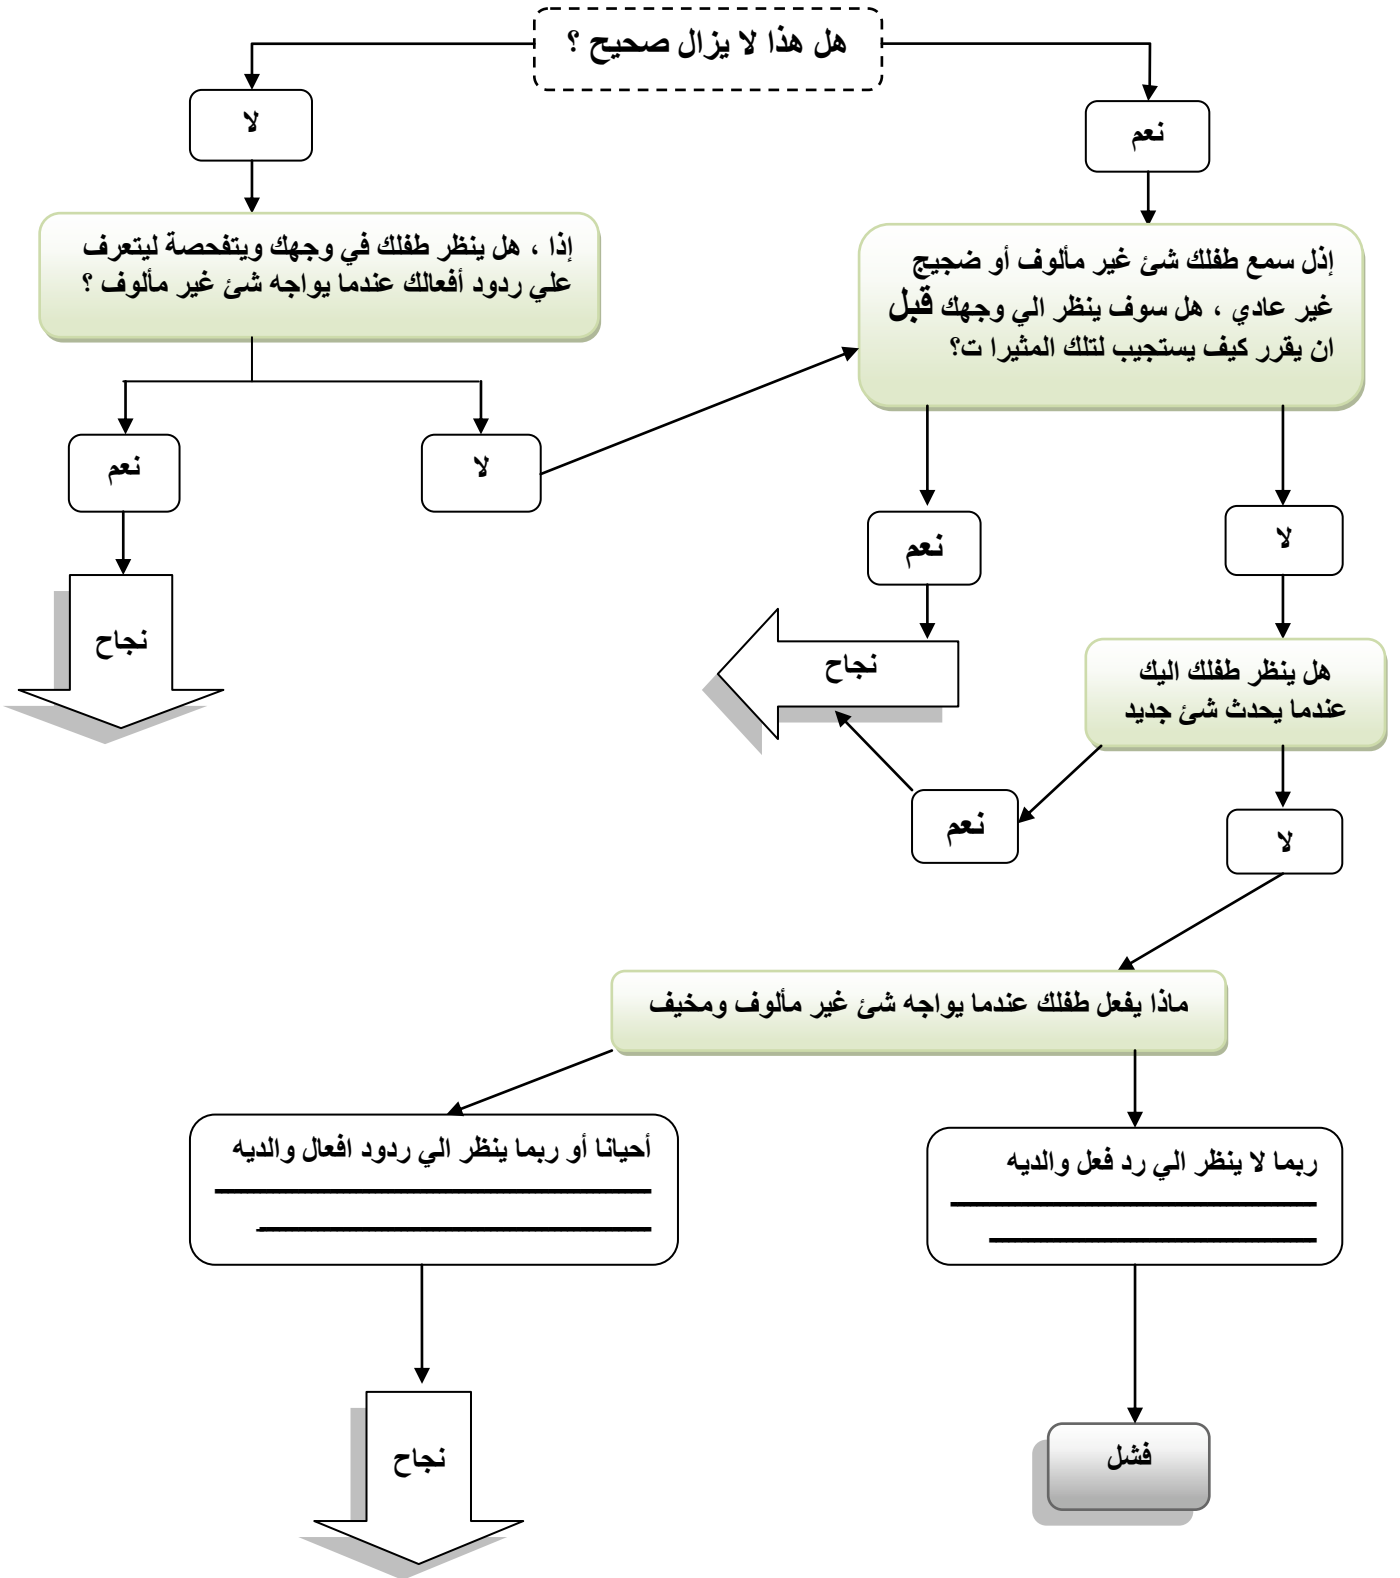 هل هذا لا يزال صحيح ؟
نعم
لا
إذا ، هل ينظر طفلك في وجهك ويتفحصة ليتعرف
علي ردود أفعالك عندما يواجه شئ غير مألوف ؟
إذل سمع طفلك شئ غير مألوف أو ضجيج
غير عادي ، هل سوف ينظر الي وجهك قبل
ان يقرر كيف يستجيب لتلك المثيرا ت؟
لا
نعم
لا
نعم
نجاح
نجاح
هل ينظر طفلك اليك
عندما يحدث شئ جديد
نعم
لا
ماذا يفعل طفلك عندما يواجه شئ غير مألوف ومخيف
ربما لا ينظر الي رد فعل والديه
أحيانا أو ربما ينظر الي ردود افعال والديه
فشل
نجاح